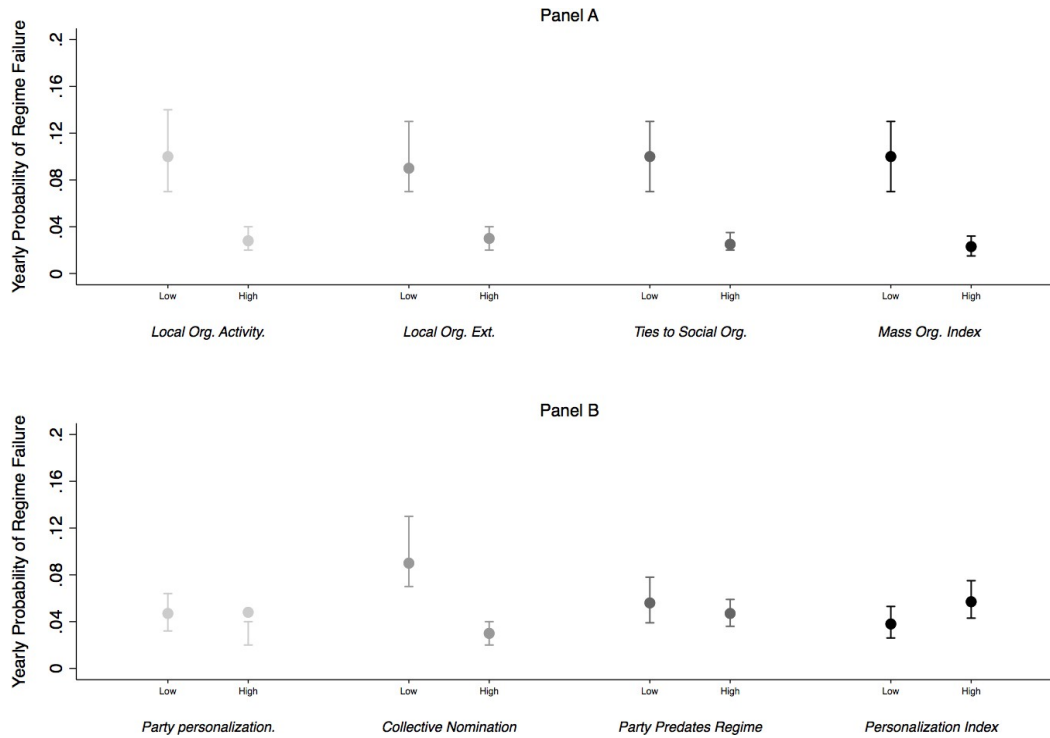 Panel A
Yearly Probability of Regime Failure
.2
.16
.12
.08
.04
0
Low High Low High Low High Low High
Local Org. Activity. Local Org. Ext. Ties to Social Org. Mass Org. Index
Panel B
Yearly Probability of Regime Failure
.2
.16
.12
.08
.04
0
Low High Low High Low High Low High
Party personalization. Collective Nomination Party Predates Regime Personalization Index